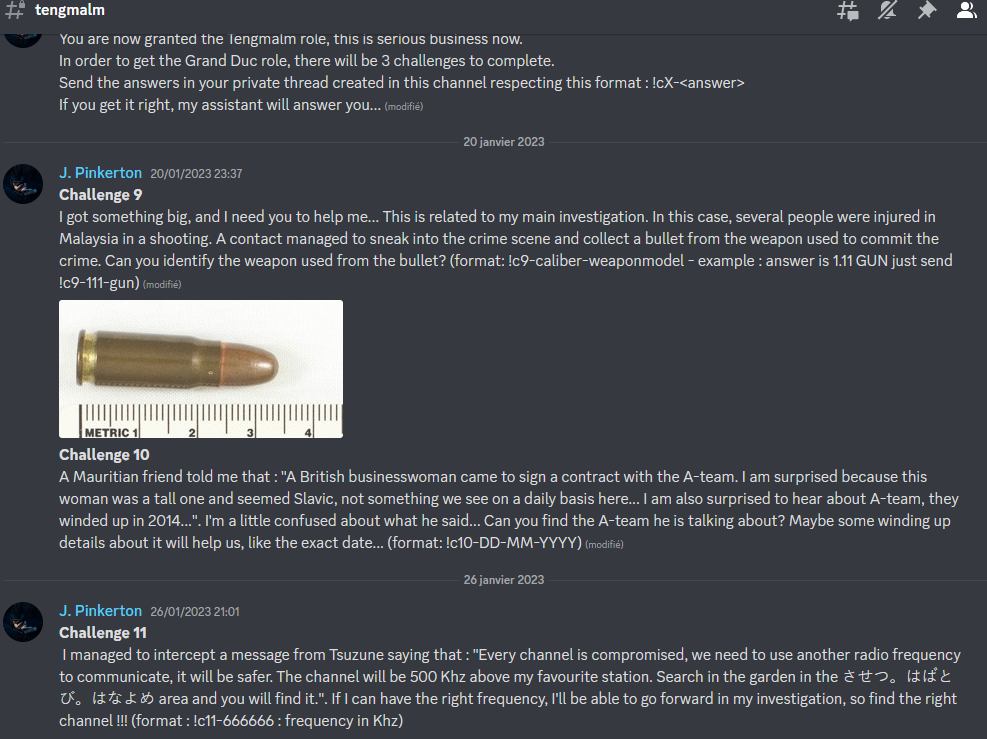 tengmalm
You are now granted the Tengmalm role, this is serious business now.
In order to get the Grand Duc role, there will be 3 challenges to complete.
Send the answers in your private thread created in this channel respecting this format : !cX-<answer>
If you get it right, my assistant will answer you... (modifié)
20 janvier 2023
J. Pinkerton 20/01/2023 23:37
Challenge 9
I got something big, and I need you to help me... This is related to my main investigation. In this case, several people were injured in
Malaysia in a shooting. A contact managed to sneak into the crime scene and collect a bullet from the weapon used to commit the
crime. Can you identify the weapon used from the bullet? (format: !c9-caliber-weaponmodel - example : answer is 1.11 GUN just send
!c9-111-gun) (modifié)
METRIC 1 2 3 4
Challenge 10
A Mauritian friend told me that : "A British businesswoman came to sign a contract with the A-team. I am surprised because this
woman was a tall one and seemed Slavic, not something we see on a daily basis here... I am also surprised to hear about A-team, they
winded up in 2014...". I'm a little confused about what he said... Can you find the A-team he is talking about? Maybe some winding up
details about it will help us, like the exact date... (format: !c10-DD-MM-YYYY) (modifié)
26 janvier 2023
J. Pinkerton 26/01/2023 21:01
Challenge 11
I managed to intercept a message from Tsuzune saying that : "Every channel is compromised, we need to use another radio frequency
to communicate, it will be safer. The channel will be 500 Khz above my favourite station. Search in the garden in the させつ。はぱと
び。はなよめ area and you will find it.". If I can have the right frequency, I'll be able to go forward in my investigation, so find the right
channel !!! (format : !c11-666666 : frequency in Khz)